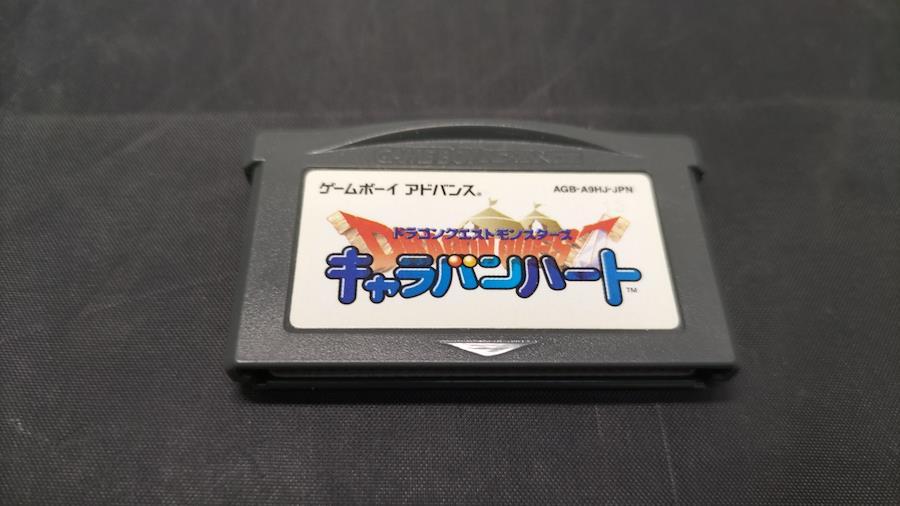 GAME BOY ADVANCE
ゲームボーイ アドバンス®
AGB-A9HJ-JPN
DRAGON QUEST
ドラゴンクエストモンスターズ
キャラバンハート™